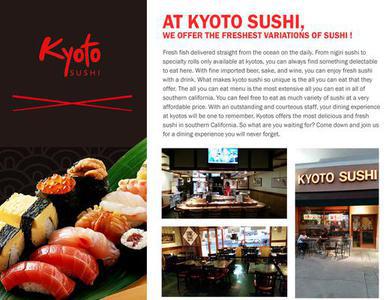 Kyoto
SUSHI
AT KYOTO SUSHI,
WE OFFER THE FRESHEST VARIATIONS OF SUSHI !
Fresh fish delivered straight from the ocean on the daily. From nigiri sushi to
specialty rolls only available at kyotos, you can always find something delectable
to eat here. With fine imported beer, sake, and wine, you can enjoy fresh sushi
with a drink. What makes kyoto sushi so unique is the all you can eat that they
offer. The all you can eat menu is the most extensive all you can eat in all of
southern california. You can feel free to eat as much variety of sushi at a very
affordable price. With an outstanding and courteous staff, your dining experience
at kyotos will be one to remember. Kyotos offers the most delicious and fresh
sushi in southern California. So what are you waiting for? Come down and join us
for a dining experience you will never forget.
KYOTO SUSHI